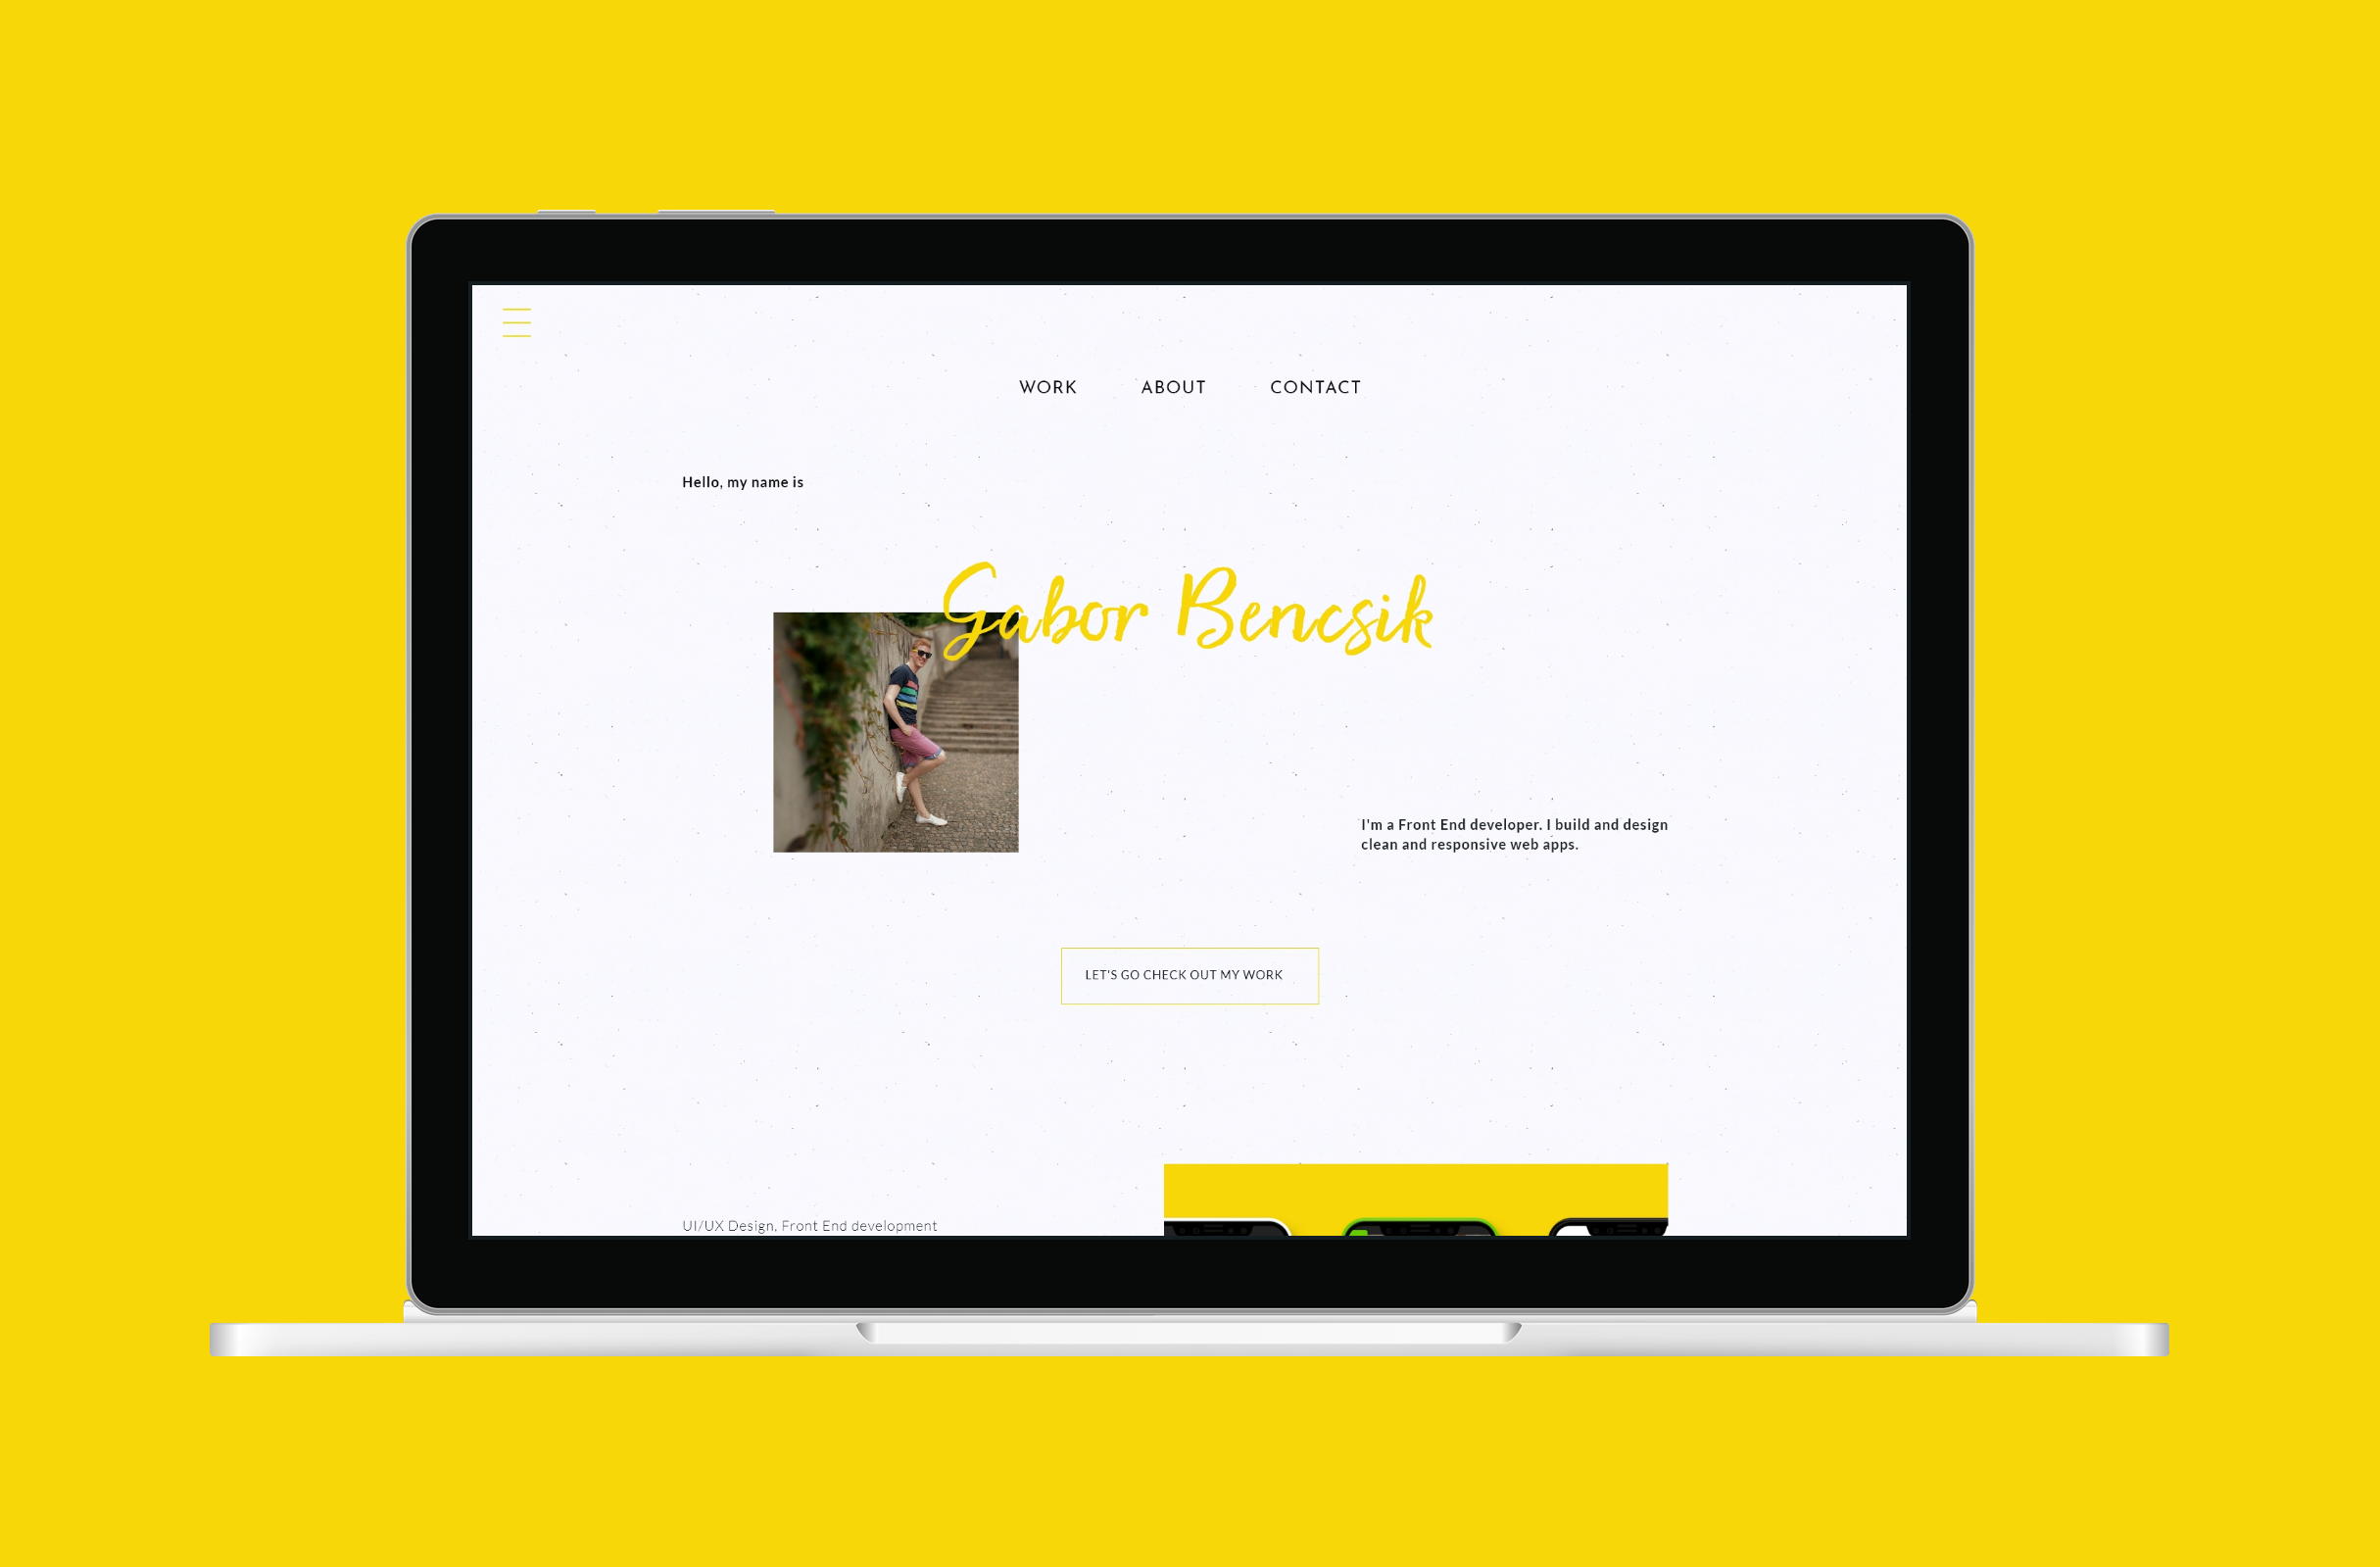 WORK ABOUT CONTACT
Hello, my name is
Gabor Bencsik
I'm a Front End developer. I build and design
clean and responsive web apps.
LET'S GO CHECK OUT MY WORK
UI/UX Design, Front End development